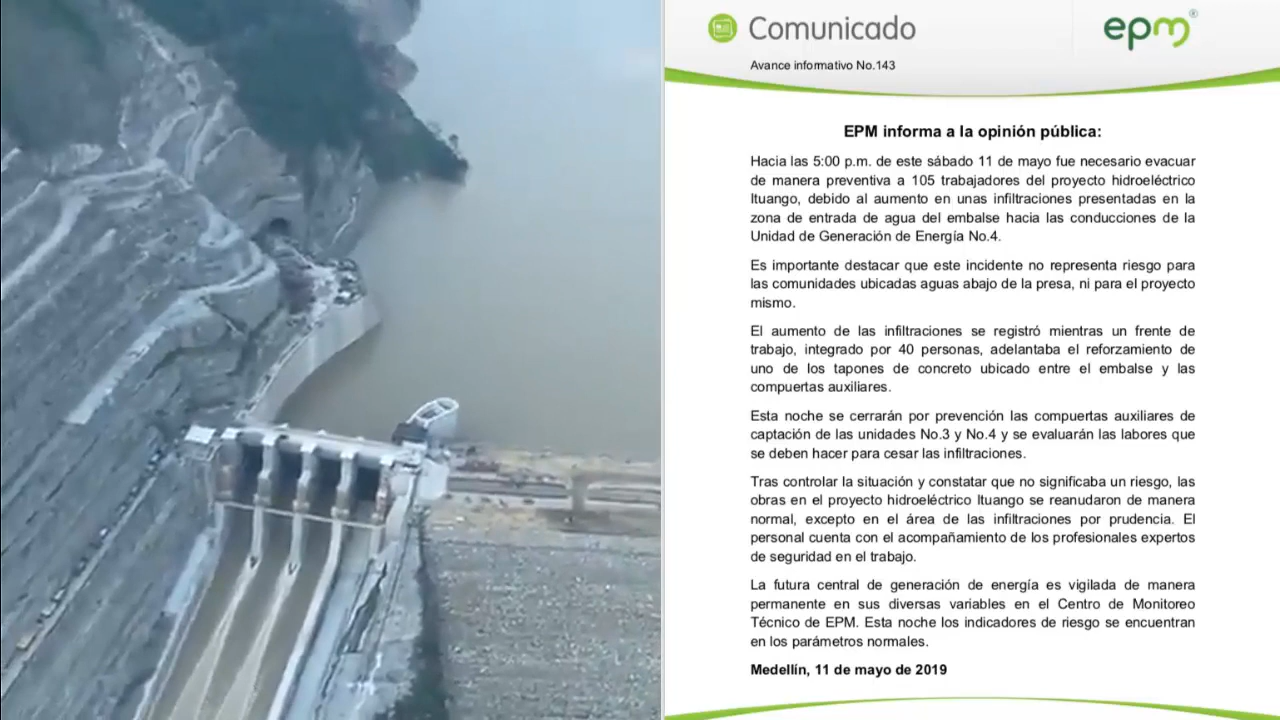 Comunicado
epm®
Avance informativo No.143
EPM informa a la opinión pública:
Hacia las 5:00 p.m. de este sábado 11 de mayo fue necesario evacuar
de manera preventiva a 105 trabajadores del proyecto hidroeléctrico
Ituango, debido al aumento en unas infiltraciones presentadas en la
zona de entrada de agua del embalse hacia las conducciones de la
Unidad de Generación de Energía No.4.
Es importante destacar que este incidente no representa riesgo para
las comunidades ubicadas aguas abajo de la presa, ni para el proyecto
mismo.
El aumento de las infiltraciones se registró mientras un frente de
trabajo, integrado por 40 personas, adelantaba el reforzamiento de
uno de los tapones de concreto ubicado entre el embalse y las
compuertas auxiliares.
Esta noche se cerrarán por prevención las compuertas auxiliares de
captación de las unidades No.3 y No.4 y se evaluarán las labores que
se deben hacer para cesar las infiltraciones.
Tras controlar la situación y constatar que no significaba un riesgo, las
obras en el proyecto hidroeléctrico Ituango se reanudaron de manera
normal, excepto en el área de las infiltraciones por prudencia. El
personal cuenta con el acompañamiento de los profesionales expertos
de seguridad en el trabajo.
La futura central de generación de energía es vigilada de manera
permanente en sus diversas variables en el Centro de Monitoreo
Técnico de EPM. Esta noche los indicadores de riesgo se encuentran
en los parámetros normales.
Medellín, 11 de mayo de 2019